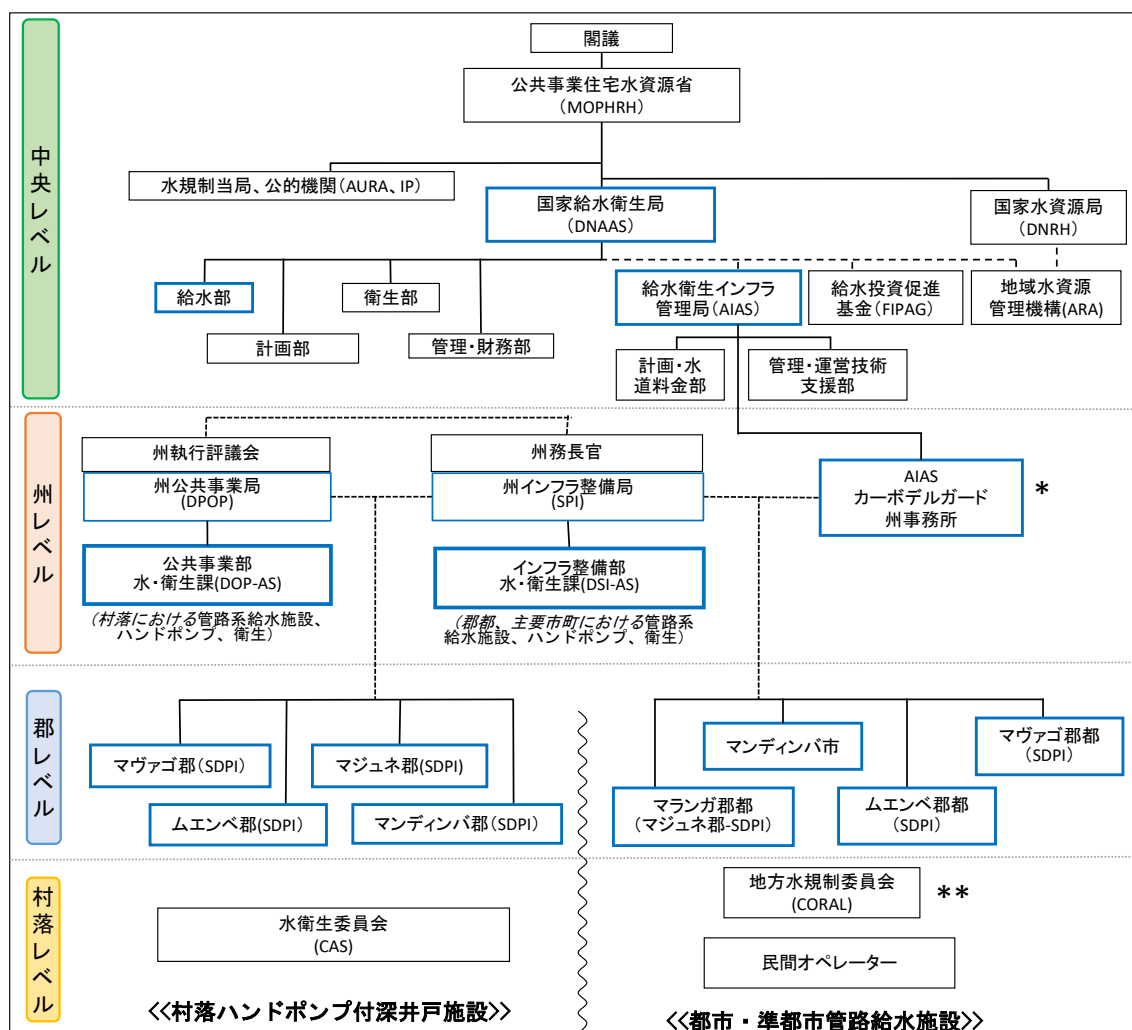 中央レベル
閣議
公共事業住宅水資源省
(MOPHRH)
水規制当局、公的機関(AURA、IP)
国家給水衛生局
(DNAAS)
国家水資源局
(DNRH)
給水部
衛生部
給水衛生インフラ
管理局(AIAS)
給水投資促進
基金(FIPAG)
地域水資源
管理機構(ARA)
計画部
管理・財務部
計画・水
道料金部
管理・運営技術
支援部
州レベル
州執行評議会
州公共事業局
(DPOP)
公共事業部
水・衛生課(DOP-AS)
(村落における管路系給水施設、
ハンドポンプ、衛生)
州務長官
州インフラ整備局
(SPI)
インフラ整備部
水・衛生課(DSI-AS)
(郡都、主要市町における管路系
給水施設、ハンドポンプ、衛生)
AIAS
カーボデルガード
州事務所
*
郡レベル
マヴァゴ郡(SDPI)
マジュネ郡(SDPI)
ムエンベ郡(SDPI)
マンディンバ郡(SDPI)
マンディンバ市
マヴァゴ郡都
(SDPI)
マランガ郡都
(マジュネ郡-SDPI)
ムエンベ郡都
(SDPI)
村落レベル
水衛生委員会
(CAS)
地方水規制委員会
(CORAL)
**
民間オペレーター
<<村落ハンドポンプ付深井戸施設>>
<<都市・準都市管路給水施設>>